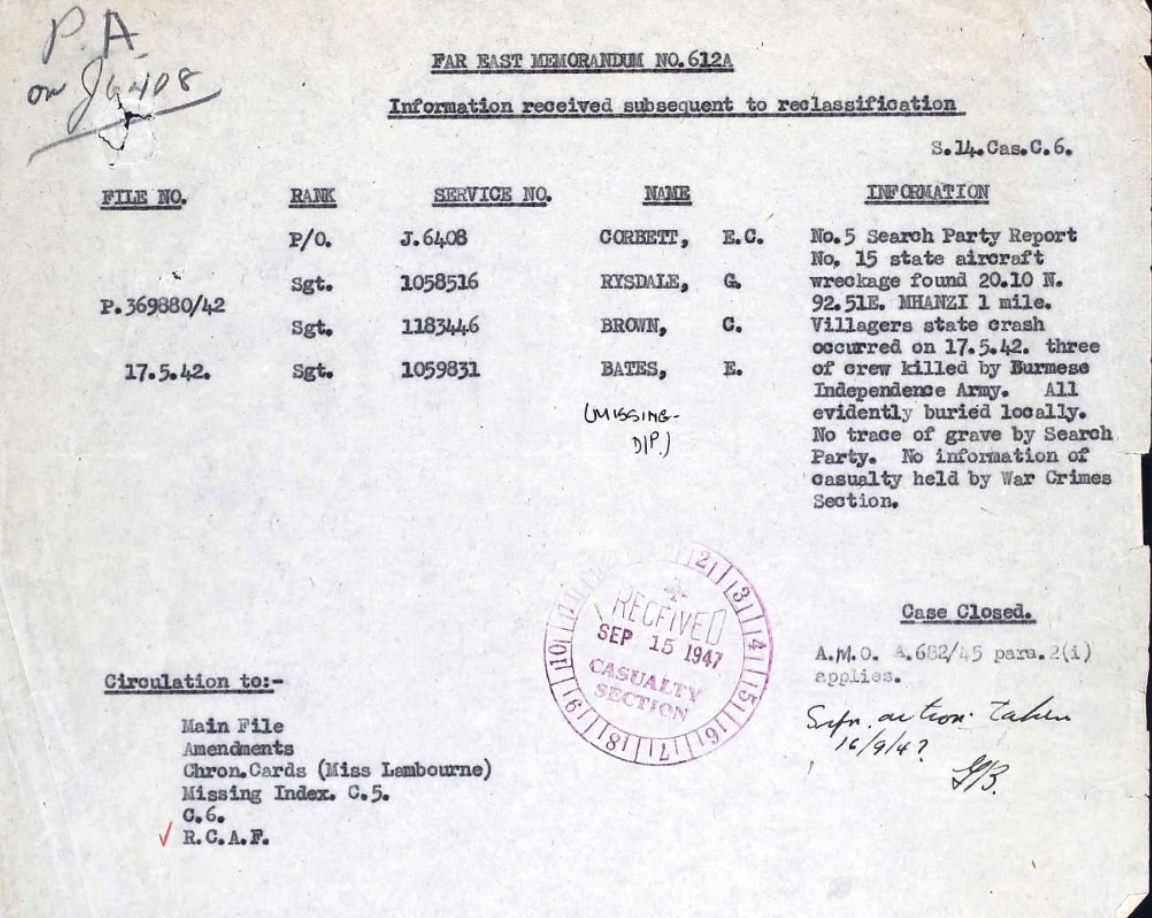 P.A.
on J6408
FAR EAST MEMORANDUM NO.612A
Information received subsequent to reclassification
S.14.Cas.C.6.
FILE NO. RANK SERVICE NO. NAME INFORMATION
P/O. J.6408 CORBETT, E.C.
Sgt. 1058516 RYSDALE, G.
P.369880/42
Sgt. 1183446 BROWN, C.
17.5.42. Sgt. 1059831 BATES, E.
(MISSING-
D/P.)
No.5 Search Party Report
No, 15 state aircraft
wreckage found 20.10 N.
92.51E. MHANZI 1 mile.
Villagers state crash
occurred on 17.5.42. three
of crew killed by Burmese
Independence Army. All
evidently buried locally.
No trace of grave by Search
Party. No information of
casualty held by War Crimes
Section.
RECEIVED
SEP 15 1947
CASUALTY
SECTION
Case Closed.
A.M.O. A.682/45 para.2(i)
applies.
action taken
16/9/47
Circulation to:-
Main File
Amendments
Chron.Cards (Miss Lambourne)
Missing Index. C.5.
C.6.
R.C.A.F.